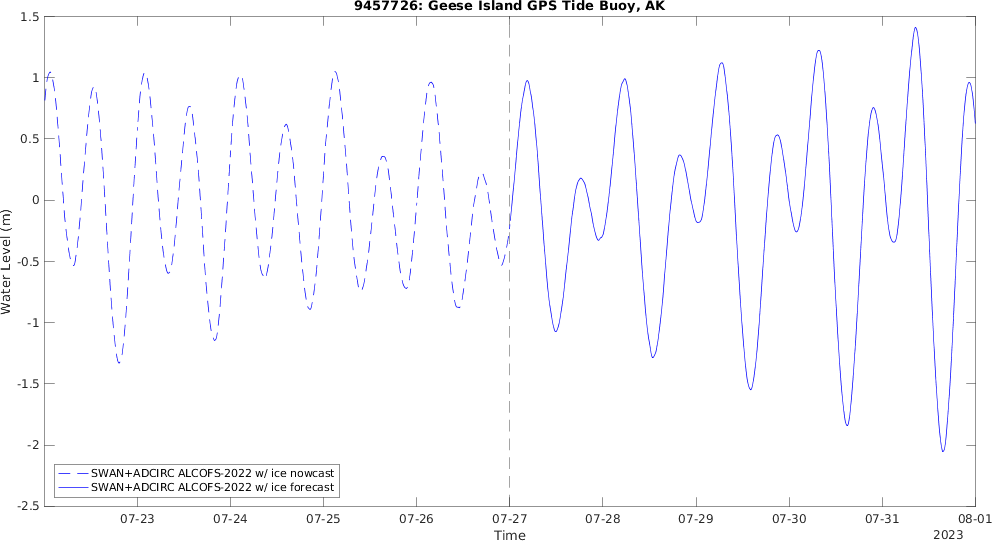 9457726: Geese Island GPS Tide Buoy, AK
1.5
1
0.5
0
-0.5
-1
-1.5
-2
-2.5
Water Level (m)
SWAN+ADCIRC ALCOFS-2022 w/ ice nowcast
SWAN+ADCIRC ALCOFS-2022 w/ ice forecast
07-23 07-24 07-25 07-26 07-27 07-28 07-29 07-30 07-31 08-01
Time
2023